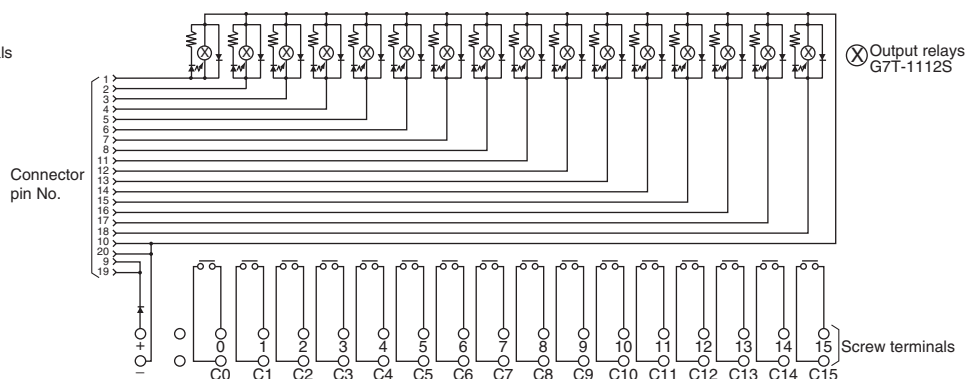 als
Output relays
G7T-1112S
Connector
pin No.
1
2
3
4
5
6
7
8
11
12
13
14
15
16
17
18
10
20
9
19
+ 0 1 2 3 4 5 6 7 8 9 10 11 12 13 14 15
Screw terminals
– C0 C1 C2 C3 C4 C5 C6 C7 C8 C9 C10 C11 C12 C13 C14 C15